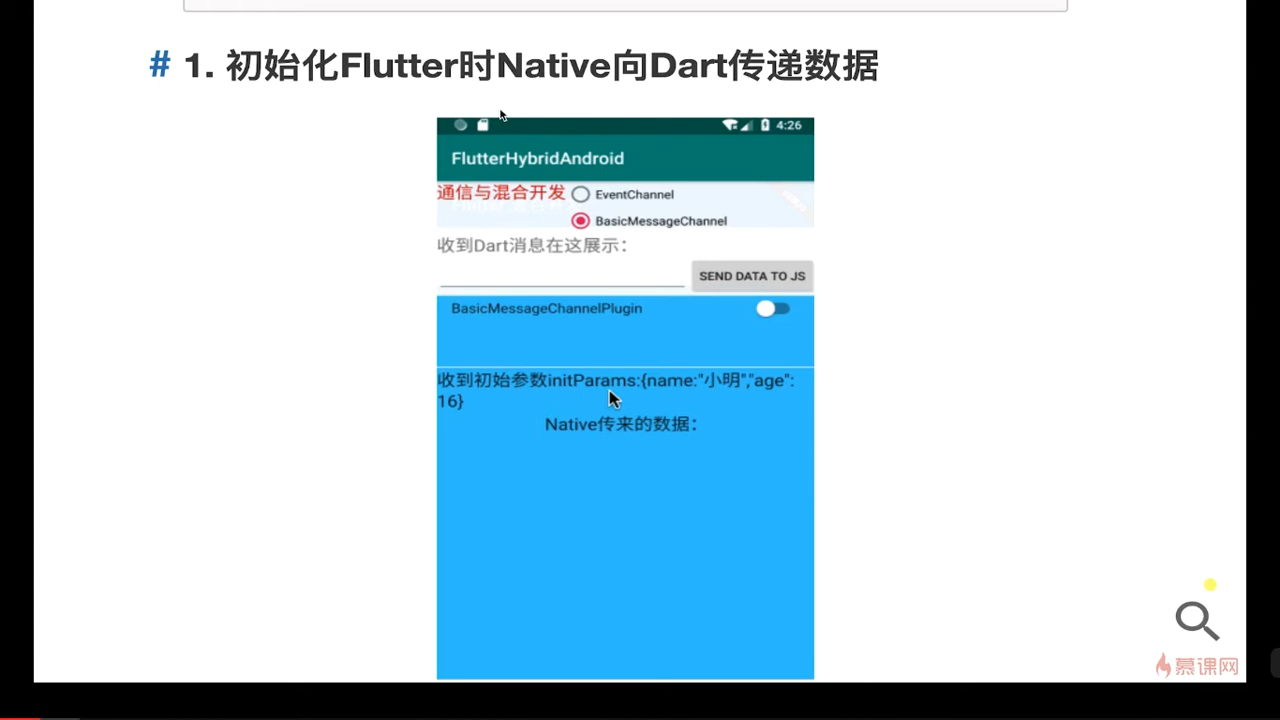 # 1. 初始化Flutter时Native向Dart传递数据
4:26
FlutterHybridAndroid
通信与混合开发
EventChannel
BasicMessageChannel
收到Dart消息在这展示：
SEND DATA TO JS
BasicMessageChannelPlugin
收到初始参数initParams:{name:"小明","age":
16}
Native传来的数据：
慕课网